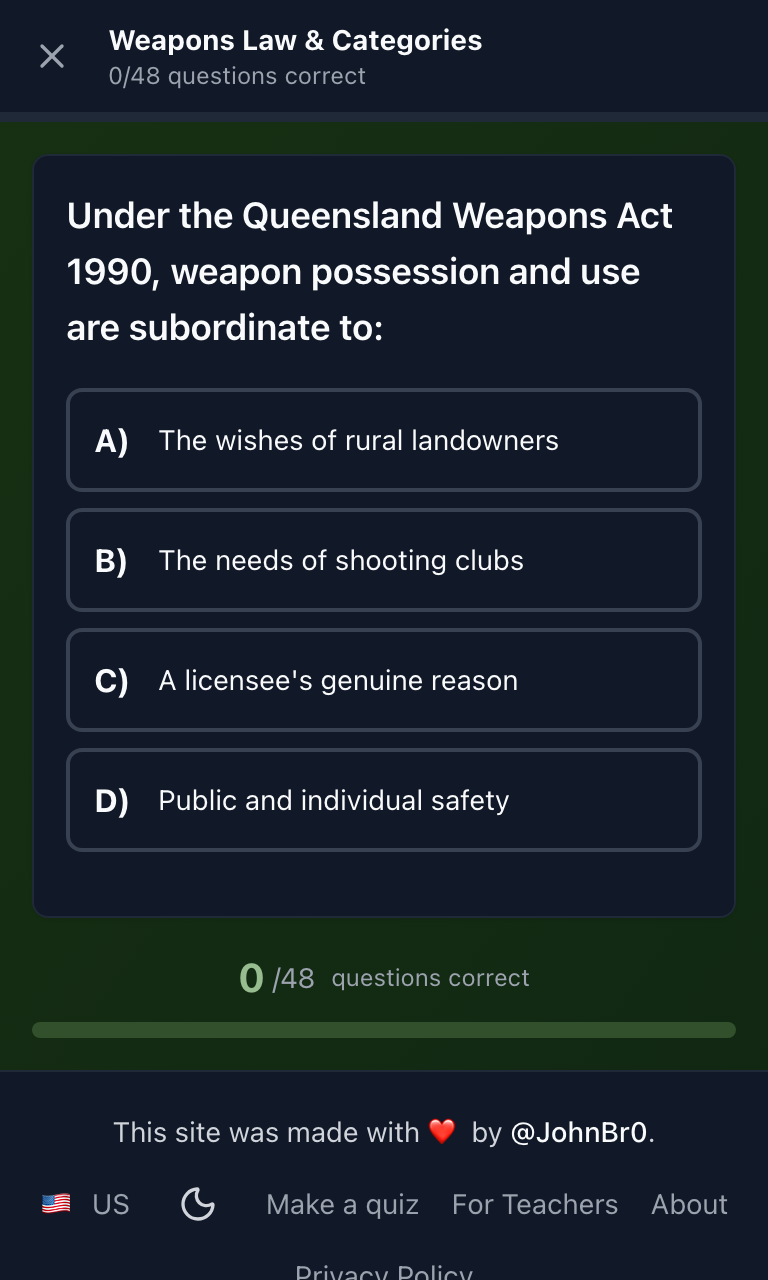 Weapons Law & Categories
0/48 questions correct
Under the Queensland Weapons Act
1990, weapon possession and use
are subordinate to:
A) The wishes of rural landowners
B) The needs of shooting clubs
C) A licensee's genuine reason
D) Public and individual safety
0 /48 questions correct
This site was made with ❤️ by @JohnBr0.
🇺🇸 US Make a quiz For Teachers About
Privacy Policy